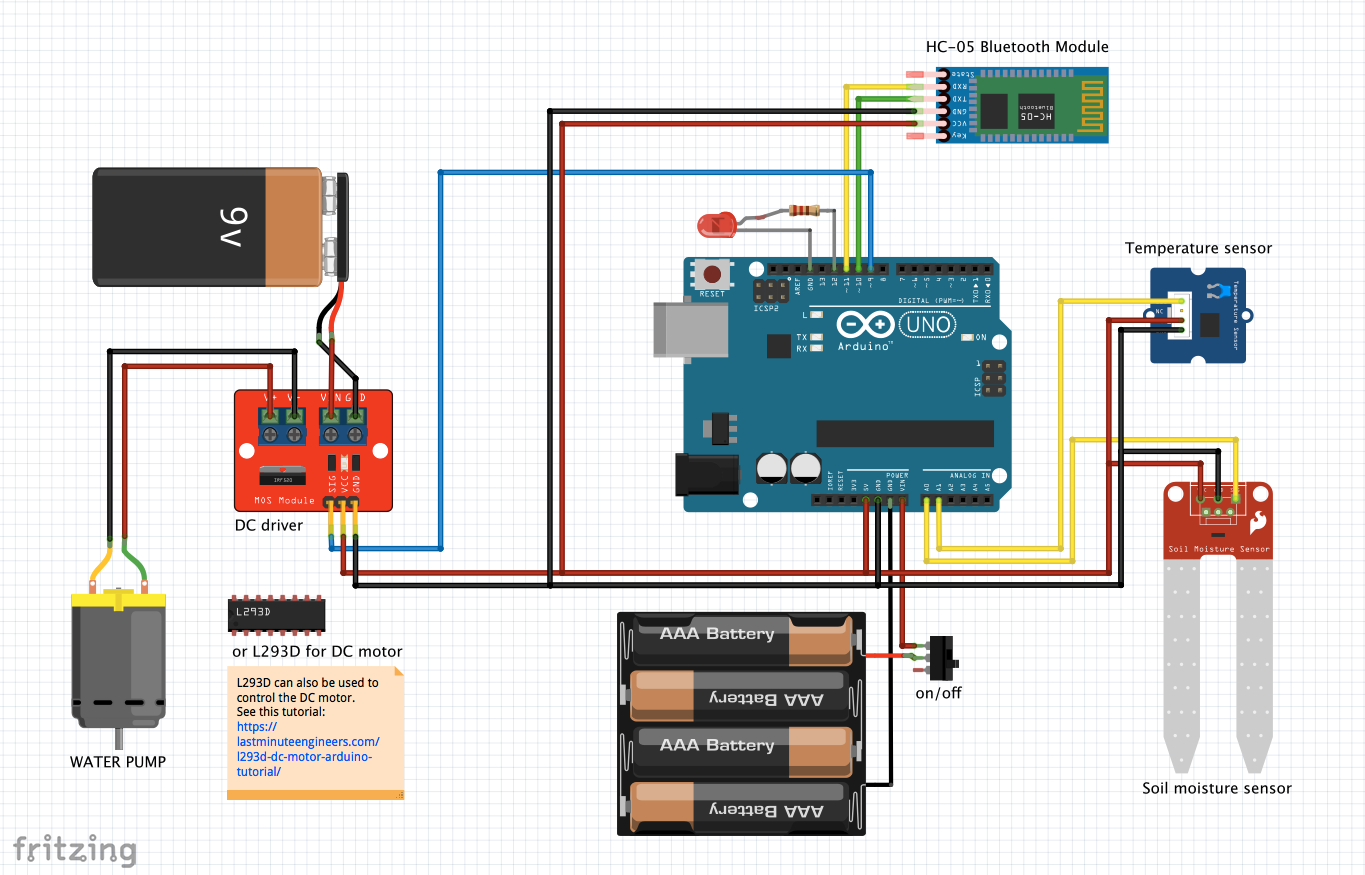 HC-05 Bluetooth Module
State
RXD
TXD
GND
VCC
Key
HC-05
Bluetooth
9V
Temperature sensor
Temperature Sensor
NC
RESET
ICSP2
AREF
GND
13
12
~11
~10
~9
8
7
~6
~5
4
~3
2
TXD▸1
RXD◂0
DIGITAL (PWM=~)
L
TX
RX
Arduino™
UNO
ON
1
ICSP
IOREF
RESET
3V3
5V
GND
GND
VIN
POWER
ANALOG IN
A0
A1
A2
A3
A4
A5
V+
V-
VIN
GND
IRF520
MOS Module
SIG
VCC
GND
DC driver
Soil Moisture Sensor
Soil moisture sensor
L293D
or L293D for DC motor
L293D can also be used to
control the DC motor.
See this tutorial:
https://
lastminuteengineers.com/
l293d-dc-motor-arduino-
tutorial/
WATER PUMP
AAA Battery
AAA Battery
AAA Battery
AAA Battery
on/off
fritzing